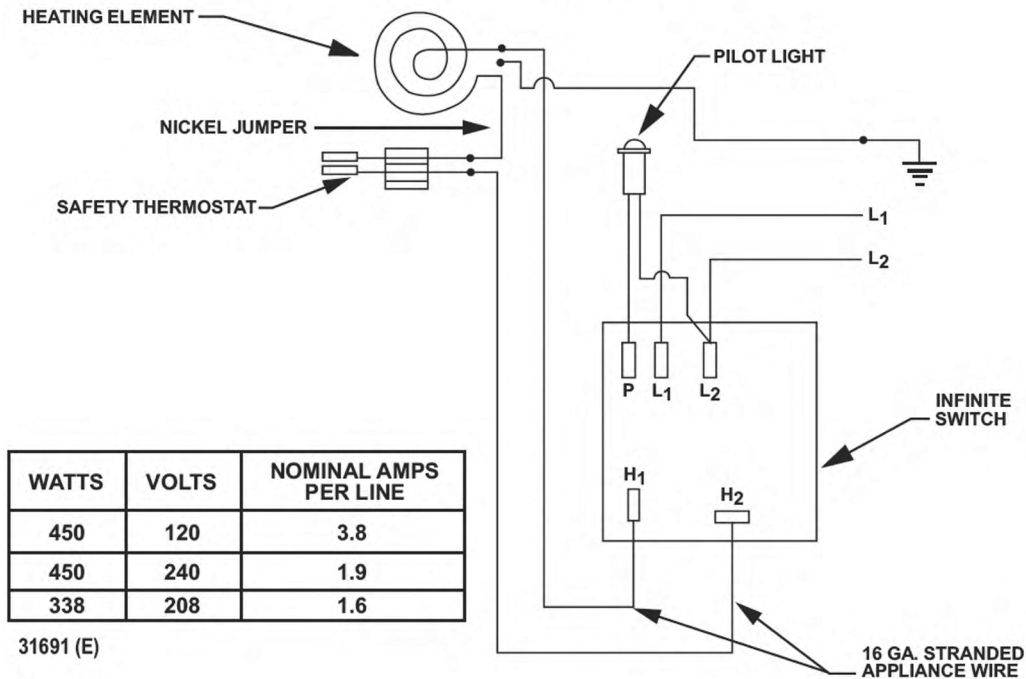 HEATING ELEMENT
PILOT LIGHT
NICKEL JUMPER
SAFETY THERMOSTAT
L1
L2
P L1 L2
INFINITE
SWITCH
H1
H2
WATTS VOLTS NOMINAL AMPS
PER LINE
450 120 3.8
450 240 1.9
338 208 1.6
31691 (E)
16 GA. STRANDED
APPLIANCE WIRE